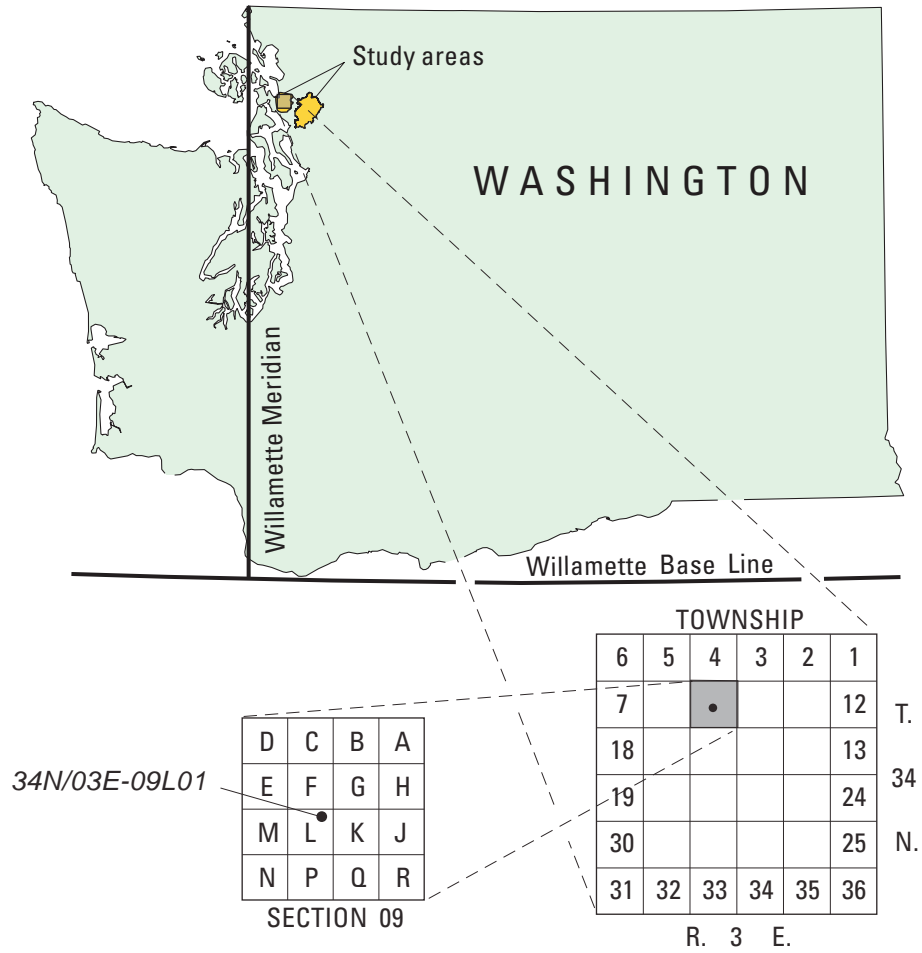 Study areas
WASHINGTON
Willamette Meridian
Willamette Base Line
TOWNSHIP
6 5 4 3 2 1
7 12
18 13
19 24
30 25
31 32 33 34 35 36
T.
34
N.
R. 3 E.
34N/03E-09L01
D C B A
E F G H
M L K J
N P Q R
SECTION 09